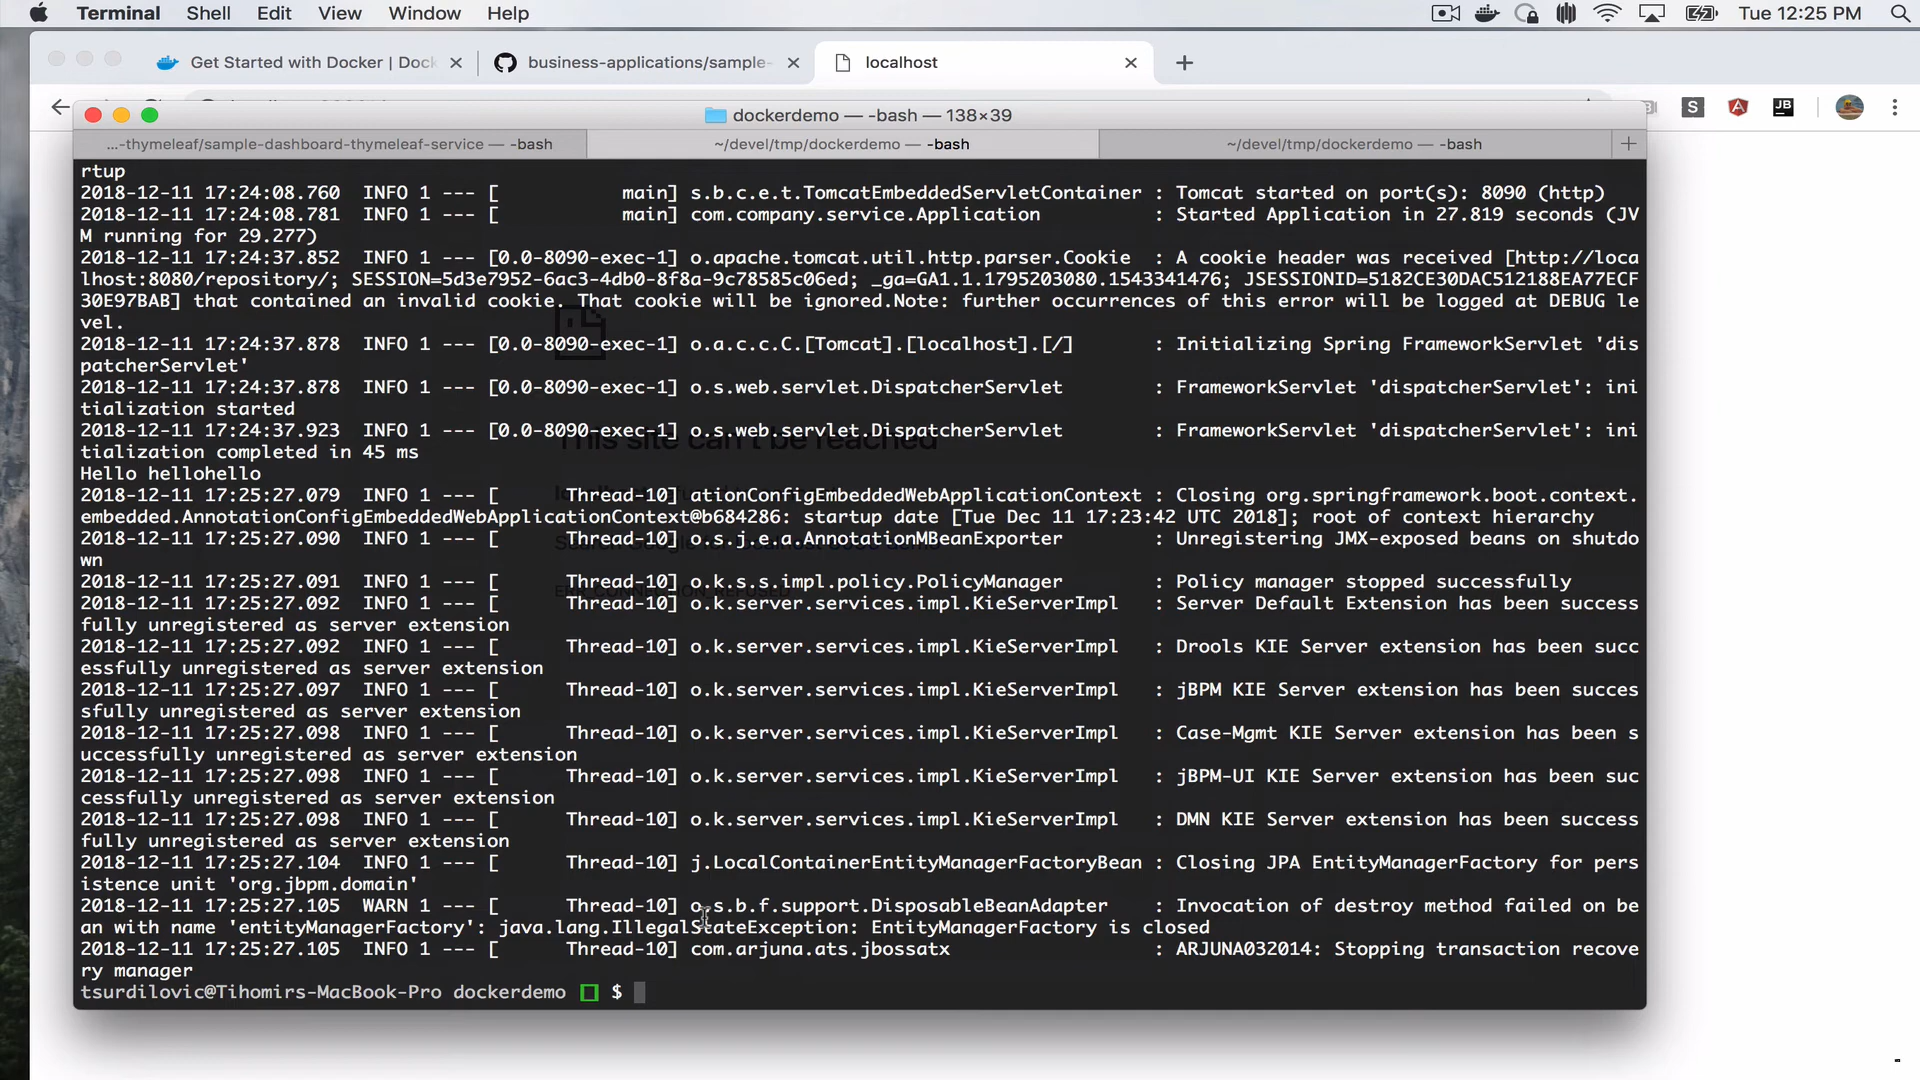 Terminal Shell Edit View Window Help Tue 12:25 PM
Get Started with Docker | Dock business-applications/sample- localhost
S JB
dockerdemo — -bash — 138×39
...-thymeleaf/sample-dashboard-thymeleaf-service — -bash ~/devel/tmp/dockerdemo — -bash ~/devel/tmp/dockerdemo — -bash
rtup
2018-12-11 17:24:08.760  INFO 1 --- [           main] s.b.c.e.t.TomcatEmbeddedServletContainer : Tomcat started on port(s): 8090 (http)
2018-12-11 17:24:08.781  INFO 1 --- [           main] com.company.service.Application          : Started Application in 27.819 seconds (JV
M running for 29.277)
2018-12-11 17:24:37.852  INFO 1 --- [0.0-8090-exec-1] o.apache.tomcat.util.http.parser.Cookie  : A cookie header was received [http://loca
lhost:8080/repository/; SESSION=5d3e7952-6ac3-4db0-8f8a-9c78585c06ed; _ga=GA1.1.1795203080.1543341476; JSESSIONID=5182CE30DAC512188EA77ECF
30E97BAB] that contained an invalid cookie. That cookie will be ignored.Note: further occurrences of this error will be logged at DEBUG le
vel.
2018-12-11 17:24:37.878  INFO 1 --- [0.0-8090-exec-1] o.a.c.c.C.[Tomcat].[localhost].[/]       : Initializing Spring FrameworkServlet 'dis
patcherServlet'
2018-12-11 17:24:37.878  INFO 1 --- [0.0-8090-exec-1] o.s.web.servlet.DispatcherServlet        : FrameworkServlet 'dispatcherServlet': ini
tialization started
2018-12-11 17:24:37.923  INFO 1 --- [0.0-8090-exec-1] o.s.web.servlet.DispatcherServlet        : FrameworkServlet 'dispatcherServlet': ini
This site can't be reached
tialization completed in 45 ms
Hello hellohello
2018-12-11 17:25:27.079  INFO 1 --- [      Thread-10] ationConfigEmbeddedWebApplicationContext : Closing org.springframework.boot.context.
embedded.AnnotationConfigEmbeddedWebApplicationContext@b684286: startup date [Tue Dec 11 17:23:42 UTC 2018]; root of context hierarchy
2018-12-11 17:25:27.090  INFO 1 --- [      Thread-10] o.s.j.e.a.AnnotationMBeanExporter        : Unregistering JMX-exposed beans on shutdo
wn
2018-12-11 17:25:27.091  INFO 1 --- [      Thread-10] o.k.s.s.impl.policy.PolicyManager        : Policy manager stopped successfully
ERR_CONNECTION_REFUSED
2018-12-11 17:25:27.092  INFO 1 --- [      Thread-10] o.k.server.services.impl.KieServerImpl   : Server Default Extension has been success
fully unregistered as server extension
2018-12-11 17:25:27.092  INFO 1 --- [      Thread-10] o.k.server.services.impl.KieServerImpl   : Drools KIE Server extension has been succ
essfully unregistered as server extension
2018-12-11 17:25:27.097  INFO 1 --- [      Thread-10] o.k.server.services.impl.KieServerImpl   : jBPM KIE Server extension has been succes
sfully unregistered as server extension
2018-12-11 17:25:27.098  INFO 1 --- [      Thread-10] o.k.server.services.impl.KieServerImpl   : Case-Mgmt KIE Server extension has been s
uccessfully unregistered as server extension
2018-12-11 17:25:27.098  INFO 1 --- [      Thread-10] o.k.server.services.impl.KieServerImpl   : jBPM-UI KIE Server extension has been suc
cessfully unregistered as server extension
2018-12-11 17:25:27.098  INFO 1 --- [      Thread-10] o.k.server.services.impl.KieServerImpl   : DMN KIE Server extension has been success
fully unregistered as server extension
2018-12-11 17:25:27.104  INFO 1 --- [      Thread-10] j.LocalContainerEntityManagerFactoryBean : Closing JPA EntityManagerFactory for pers
istence unit 'org.jbpm.domain'
2018-12-11 17:25:27.105  WARN 1 --- [      Thread-10] o.s.b.f.support.DisposableBeanAdapter    : Invocation of destroy method failed on be
an with name 'entityManagerFactory': java.lang.IllegalStateException: EntityManagerFactory is closed
2018-12-11 17:25:27.105  INFO 1 --- [      Thread-10] com.arjuna.ats.jbossatx                  : ARJUNA032014: Stopping transaction recove
ry manager
tsurdilovic@Tihomirs-MacBook-Pro dockerdemo $